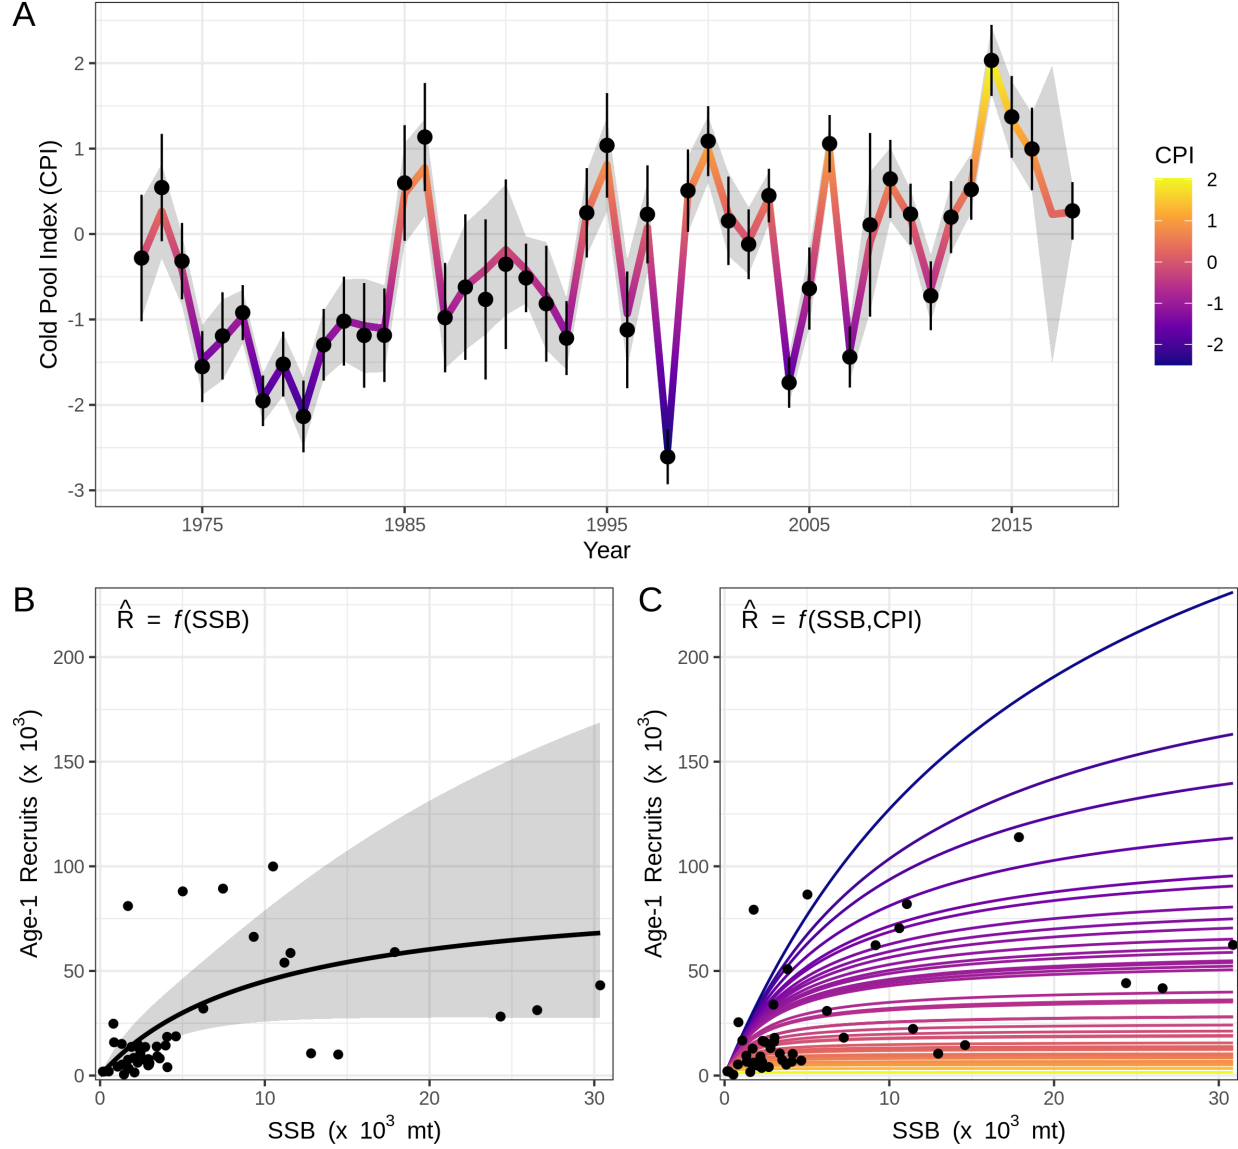 A
Cold Pool Index (CPI)
2
1
0
-1
-2
-3
1975
1985
1995
2005
2015
Year
CPI
2
1
0
-1
-2
B
R̂ = f(SSB)
Age-1 Recruits (x 10³)
200
150
100
50
0
0
10
20
30
SSB (x 10³ mt)
C
R̂ = f(SSB,CPI)
Age-1 Recruits (x 10³)
200
150
100
50
0
0
10
20
30
SSB (x 10³ mt)